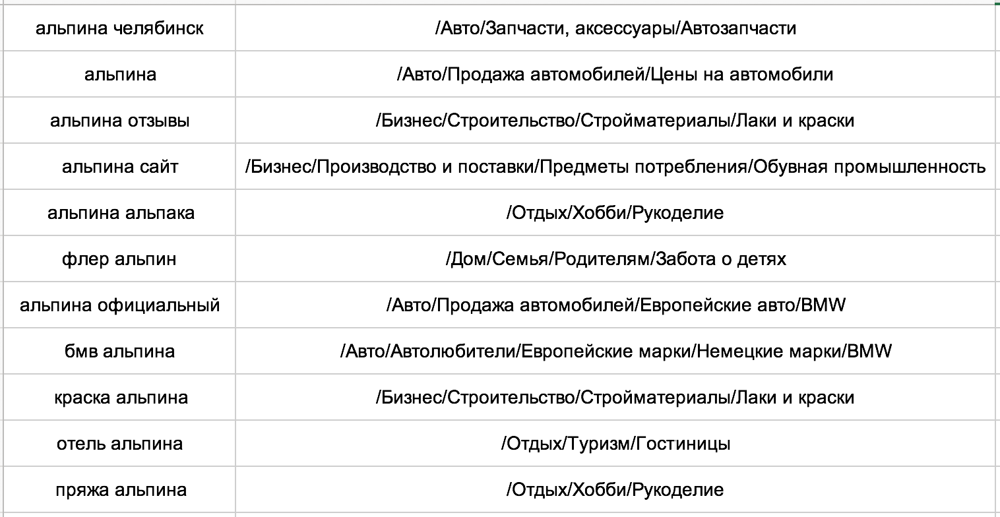 альпина челябинск /Авто/Запчасти, аксессуары/Автозапчасти
альпина /Авто/Продажа автомобилей/Цены на автомобили
альпина отзывы /Бизнес/Строительство/Стройматериалы/Лаки и краски
альпина сайт /Бизнес/Производство и поставки/Предметы потребления/Обувная промышленность
альпина альпака /Отдых/Хобби/Рукоделие
флер альпин /Дом/Семья/Родителям/Забота о детях
альпина официальный /Авто/Продажа автомобилей/Европейские авто/BMW
бмв альпина /Авто/Автолюбители/Европейские марки/Немецкие марки/BMW
краска альпина /Бизнес/Строительство/Стройматериалы/Лаки и краски
отель альпина /Отдых/Туризм/Гостиницы
пряжа альпина /Отдых/Хобби/Рукоделие